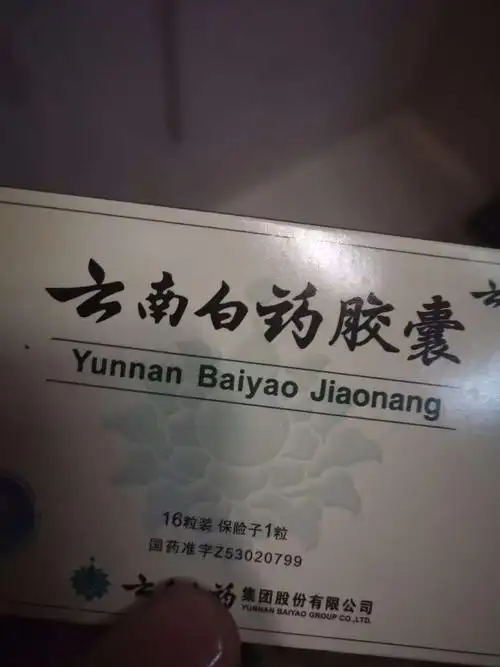 云南白药胶囊
Yunnan Baiyao Jiaonang
16粒装 保险子1粒
国药准字Z53020799
云 药 集团股份有限公司
YUNNAN BAIYAO GROUP CO.,LTD.